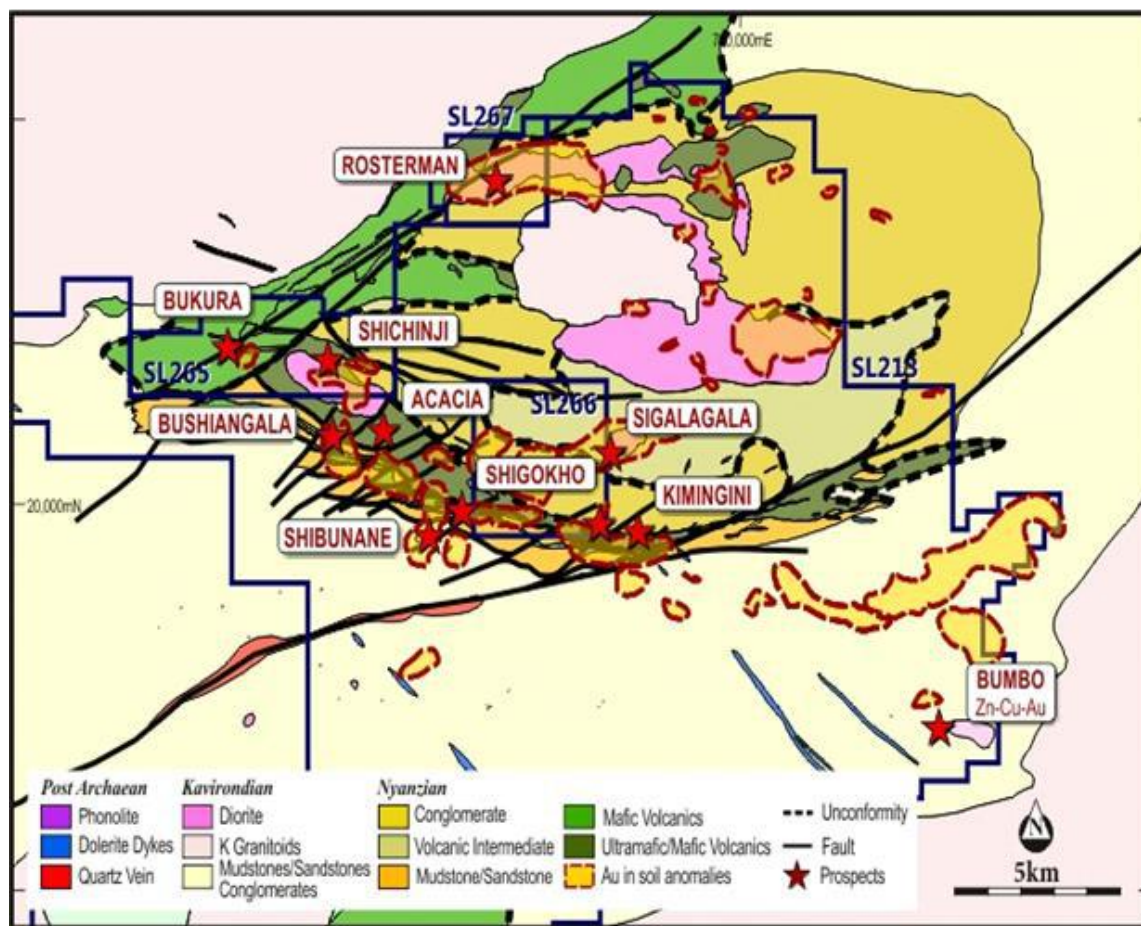 700,000mE
SL267
ROSTERMAN
BUKURA
SHICHINJI
SL265
ACACIA
SL266
SL213
BUSHIANGALA
SIGALAGALA
SHIGOKHO
KIMINGINI
20,000mN
SHIBUNANE
BUMBO
Zn-Cu-Au
Post Archaean
Phonolite
Dolerite Dykes
Quartz Vein
Kavirondian
Diorite
K Granitoids
Mudstones/Sandstones
Conglomerates
Nyanzian
Conglomerate
Volcanic Intermediate
Mudstone/Sandstone
Mafic Volcanics
Ultramafic/Mafic Volcanics
Au in soil anomalies
Unconformity
Fault
Prospects
N
5km